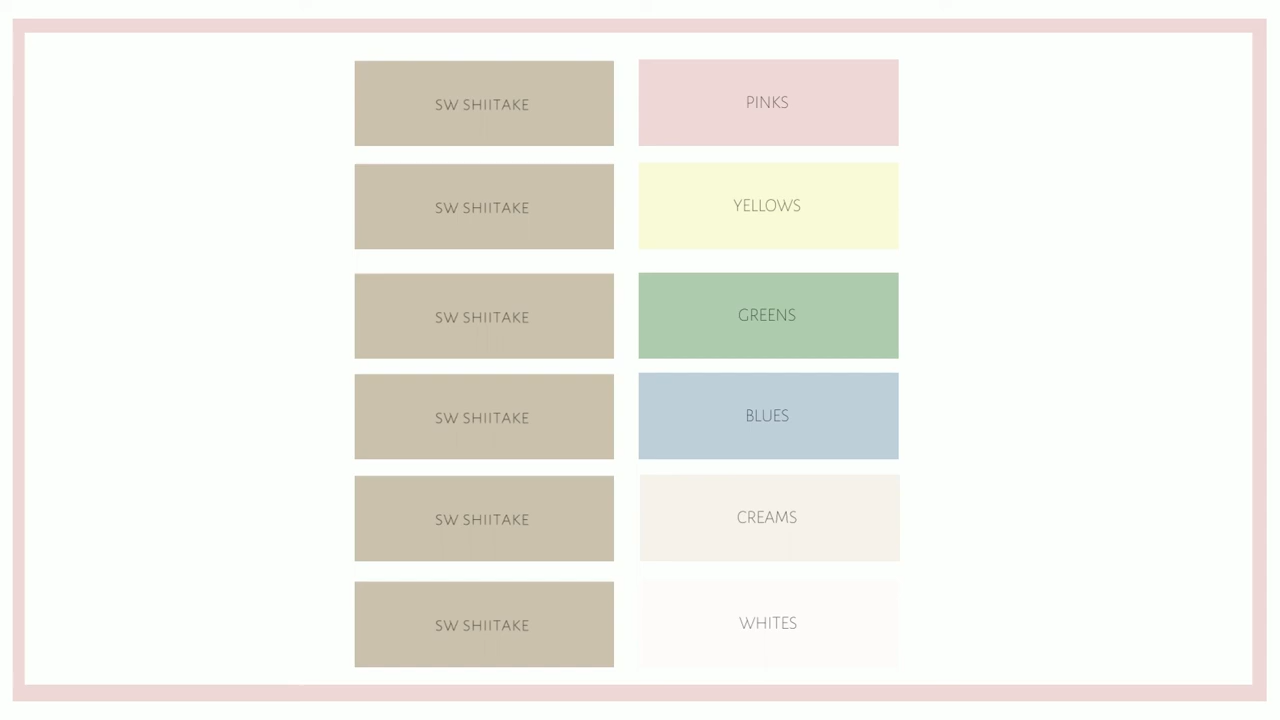 SW SHIITAKE PINKS
SW SHIITAKE YELLOWS
SW SHIITAKE GREENS
SW SHIITAKE BLUES
SW SHIITAKE CREAMS
SW SHIITAKE WHITES